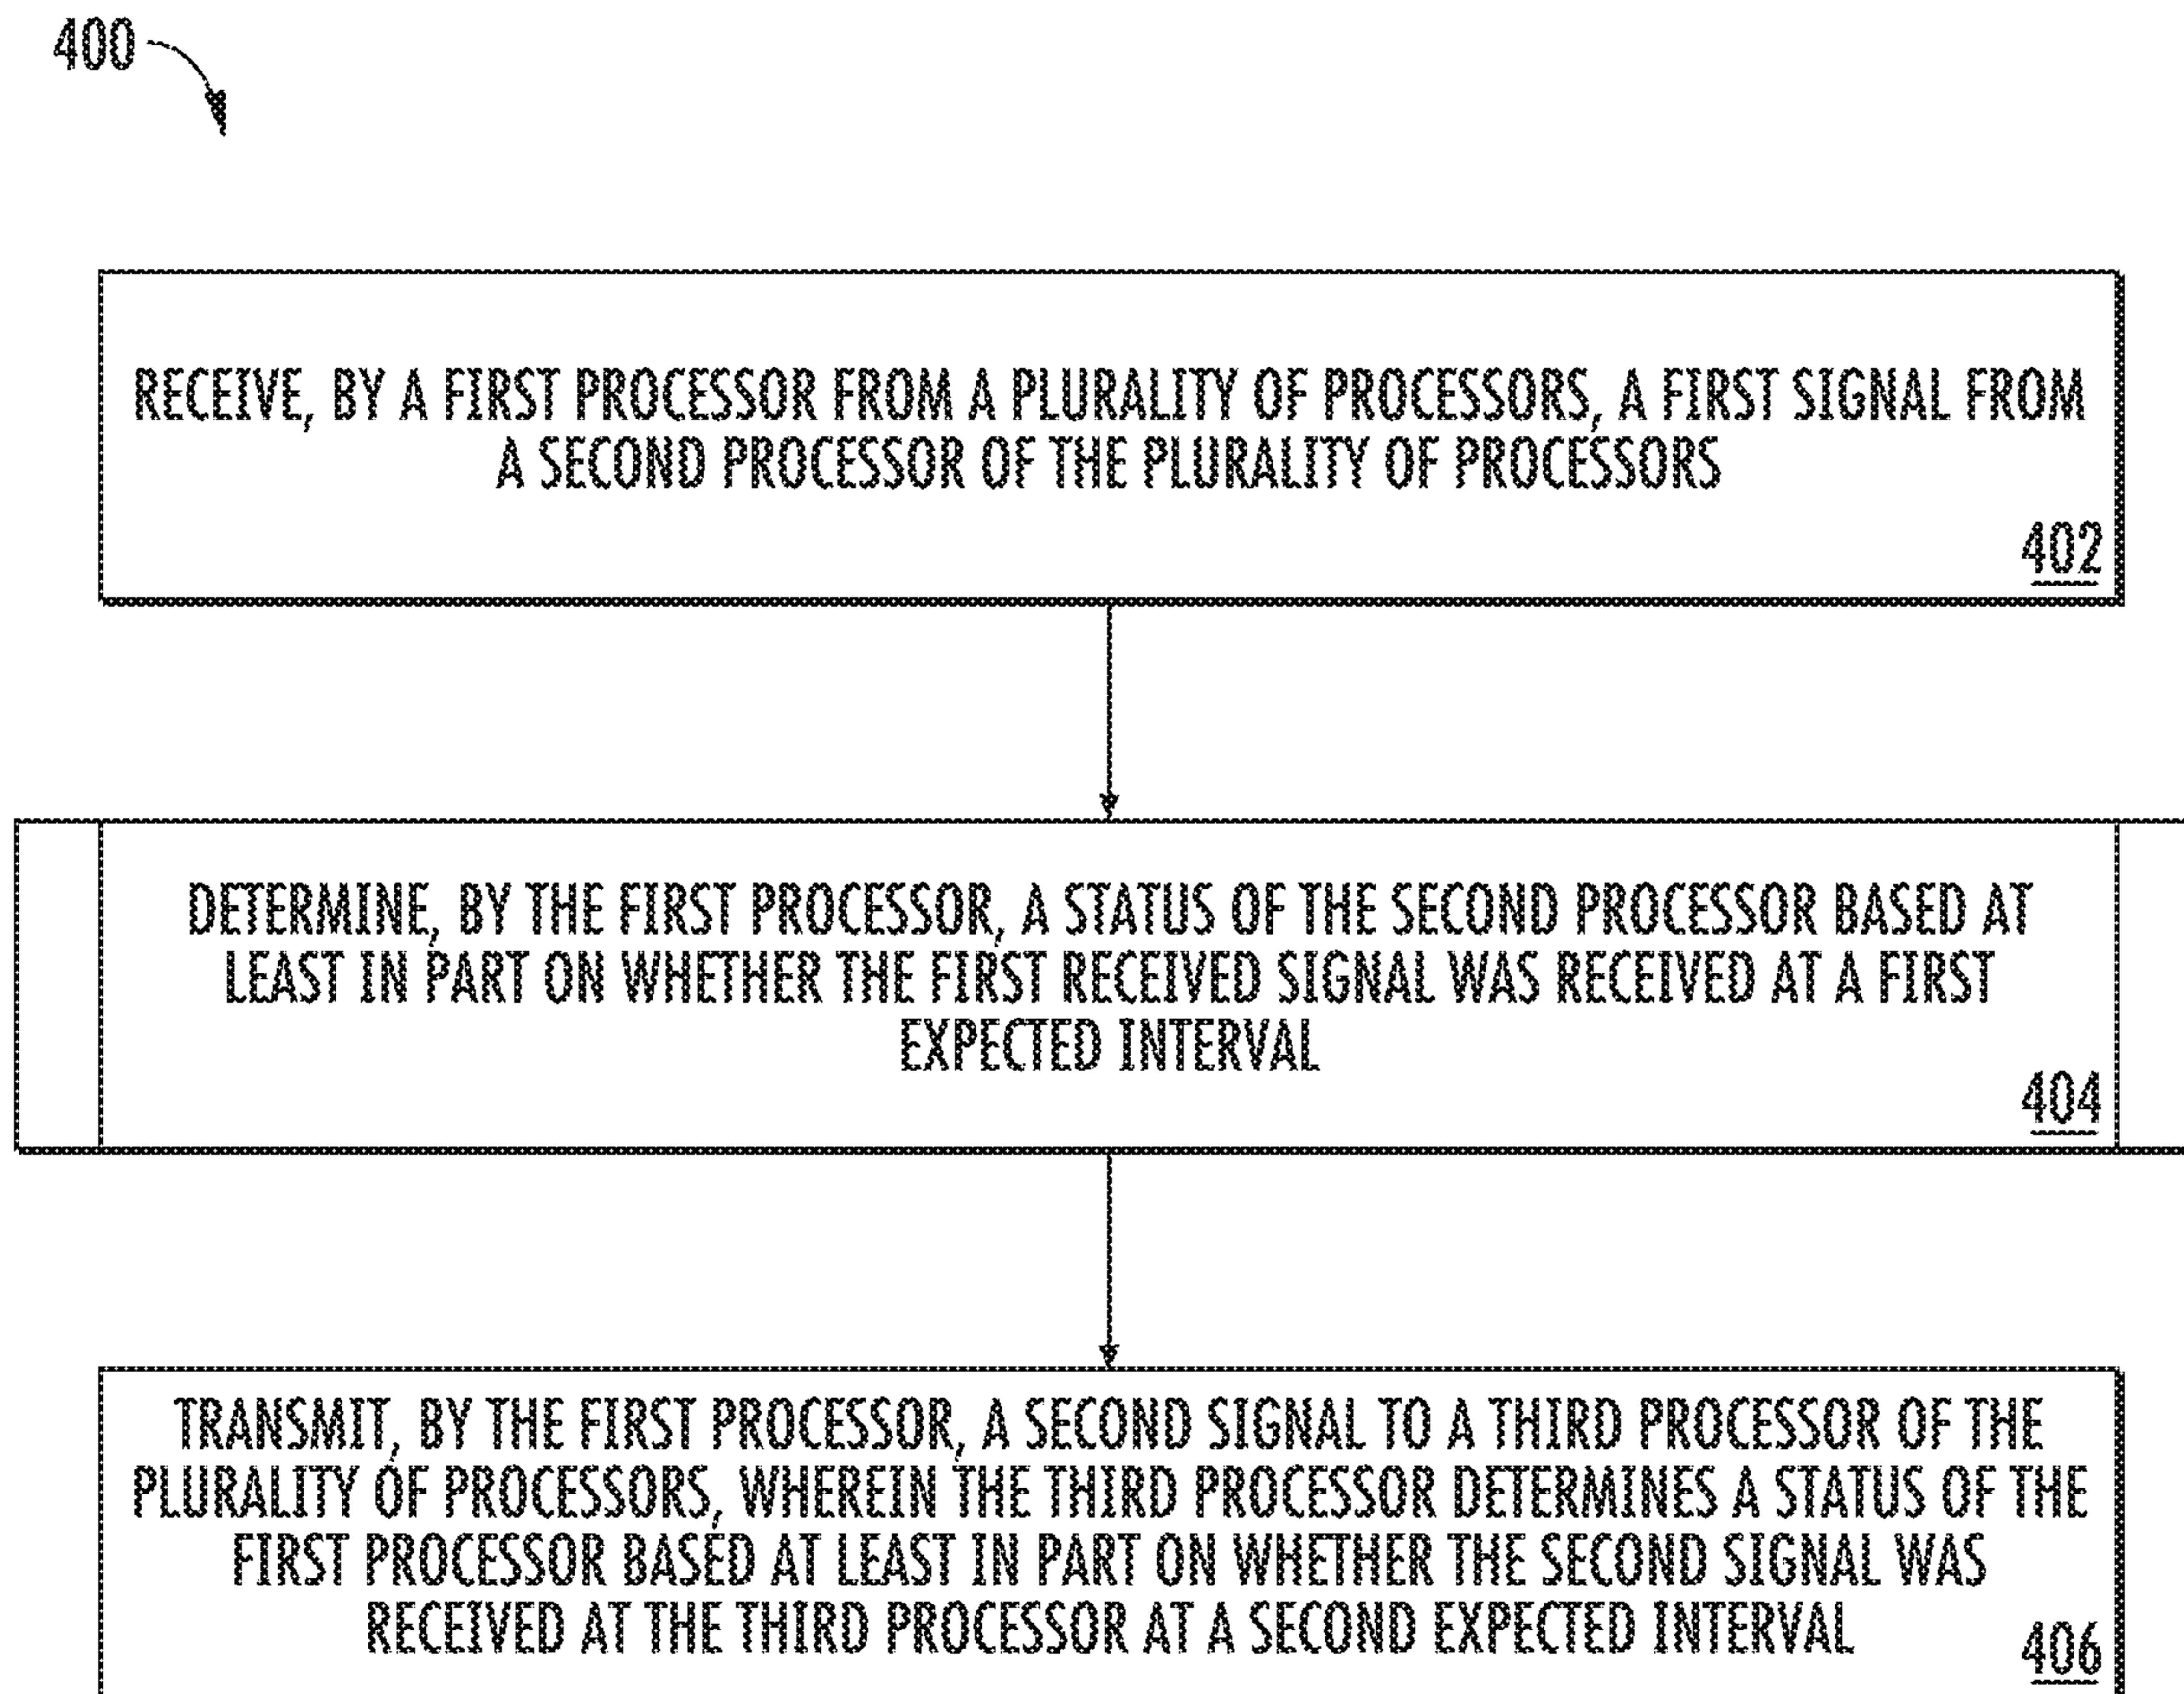 400
RECEIVE, BY A FIRST PROCESSOR FROM A PLURALITY OF PROCESSORS, A FIRST SIGNAL FROM
A SECOND PROCESSOR OF THE PLURALITY OF PROCESSORS
402
DETERMINE, BY THE FIRST PROCESSOR, A STATUS OF THE SECOND PROCESSOR BASED AT
LEAST IN PART ON WHETHER THE FIRST RECEIVED SIGNAL WAS RECEIVED AT A FIRST
EXPECTED INTERVAL
404
TRANSMIT, BY THE FIRST PROCESSOR, A SECOND SIGNAL TO A THIRD PROCESSOR OF THE
PLURALITY OF PROCESSORS, WHEREIN THE THIRD PROCESSOR DETERMINES A STATUS OF THE
FIRST PROCESSOR BASED AT LEAST IN PART ON WHETHER THE SECOND SIGNAL WAS
RECEIVED AT THE THIRD PROCESSOR AT A SECOND EXPECTED INTERVAL
406